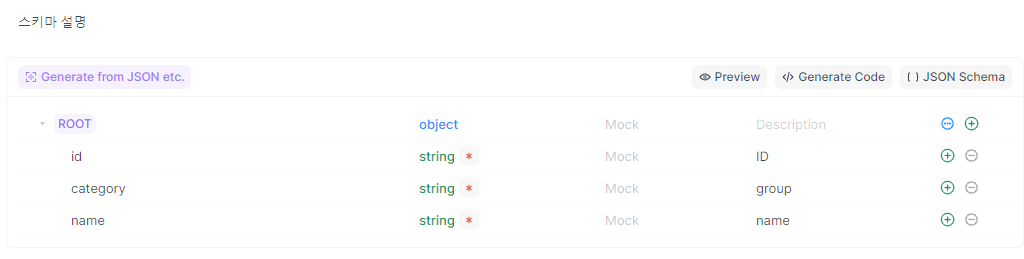 스키마 설명
Generate from JSON etc. Preview Generate Code JSON Schema
ROOT object Mock Description
id string * Mock ID
category string * Mock group
name string * Mock name